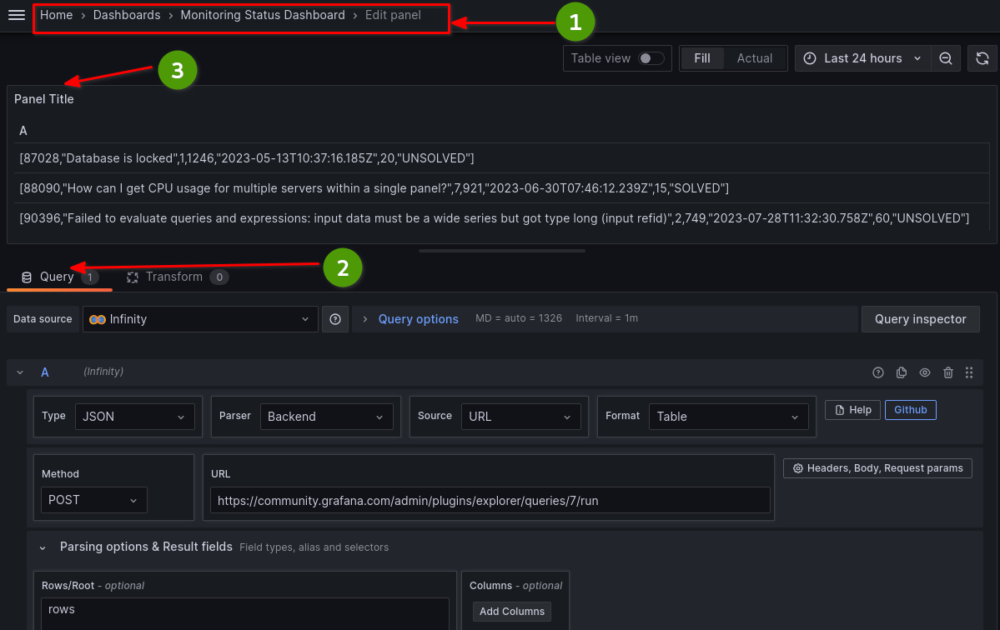 Home › Dashboards › Monitoring Status Dashboard › Edit panel
1
Table view Fill Actual Last 24 hours
3
Panel Title
A
[87028,"Database is locked",1,1246,"2023-05-13T10:37:16.185Z",20,"UNSOLVED"]
[88090,"How can I get CPU usage for multiple servers within a single panel?",7,921,"2023-06-30T07:46:12.239Z",15,"SOLVED"]
[90396,"Failed to evaluate queries and expressions: input data must be a wide series but got type long (input refid)",2,749,"2023-07-28T11:32:30.758Z",60,"UNSOLVED"]
2
Query 1 Transform 0
Data source Infinity Query options MD = auto = 1326 Interval = 1m Query inspector
A (Infinity)
Type JSON Parser Backend Source URL Format Table Help Github
Method URL Headers, Body, Request params
POST https://community.grafana.com/admin/plugins/explorer/queries/7/run
Parsing options & Result fields Field types, alias and selectors
Rows/Root - optional Columns - optional
rows Add Columns